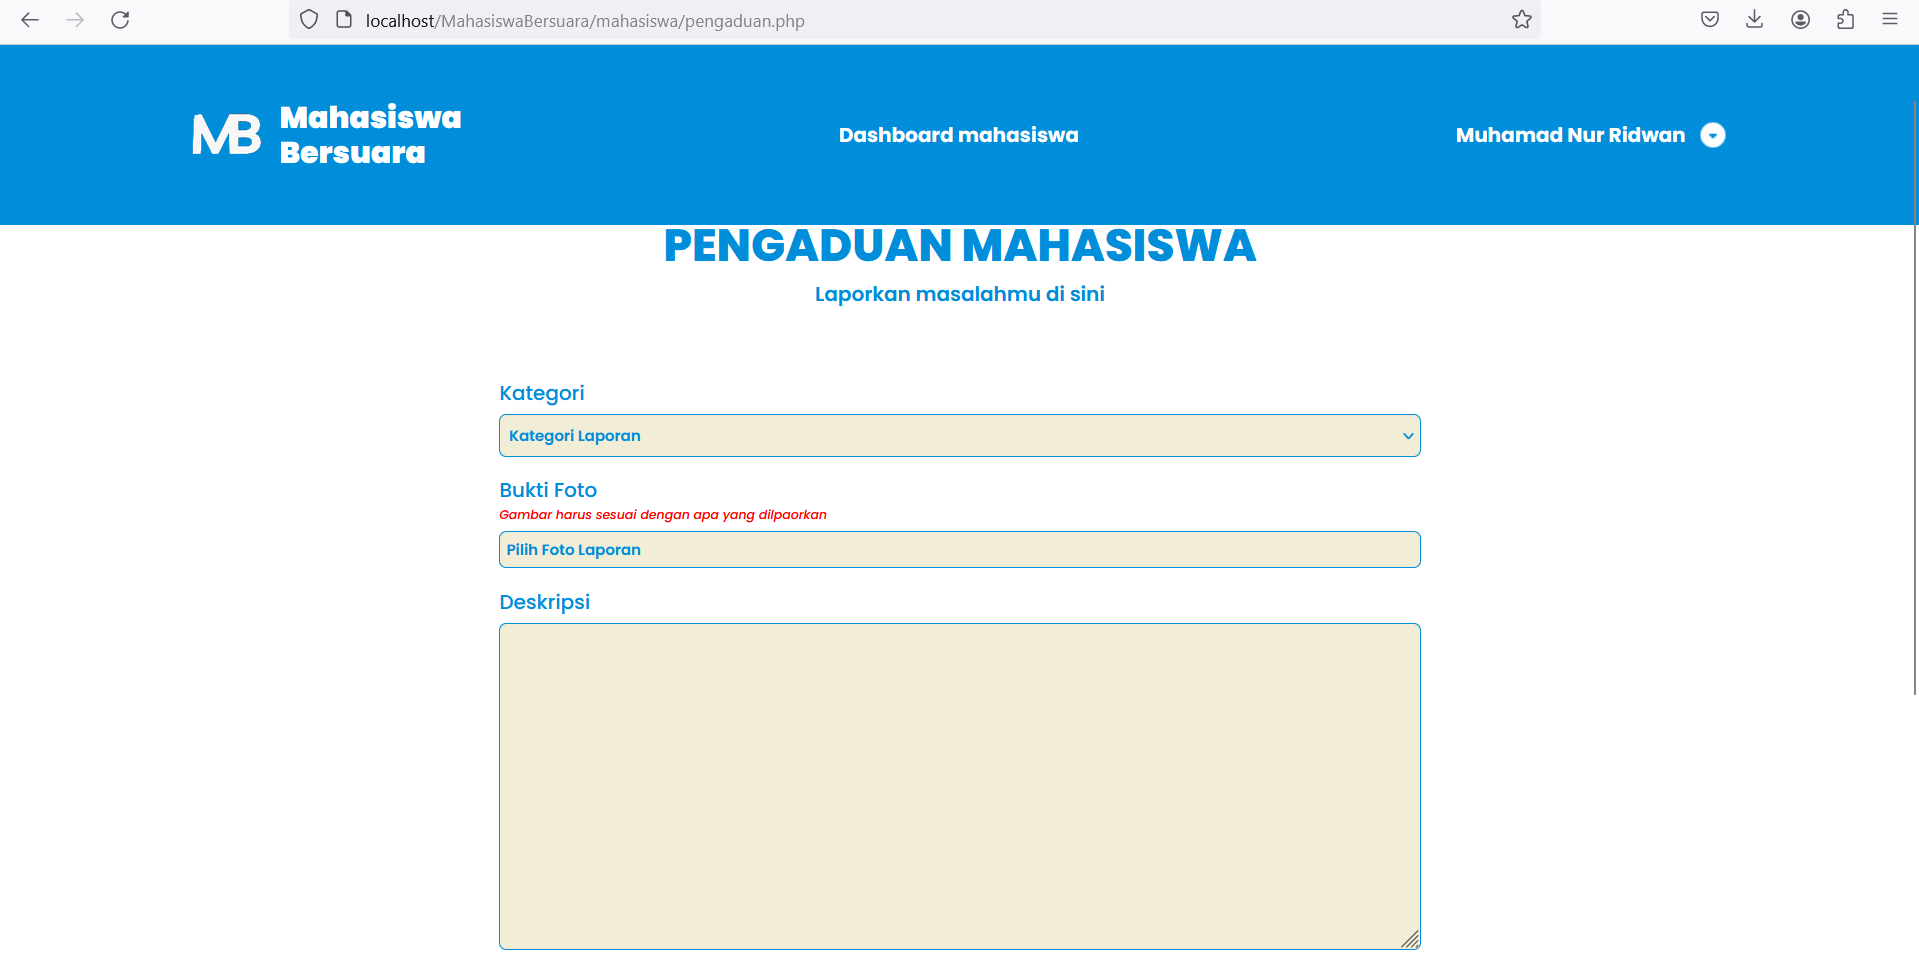 localhost/MahasiswaBersuara/mahasiswa/pengaduan.php
MB
Mahasiswa
Bersuara
Dashboard mahasiswa
Muhamad Nur Ridwan
PENGADUAN MAHASISWA
Laporkan masalahmu di sini
Kategori
Kategori Laporan
Bukti Foto
Gambar harus sesuai dengan apa yang dilpaorkan
Pilih Foto Laporan
Deskripsi